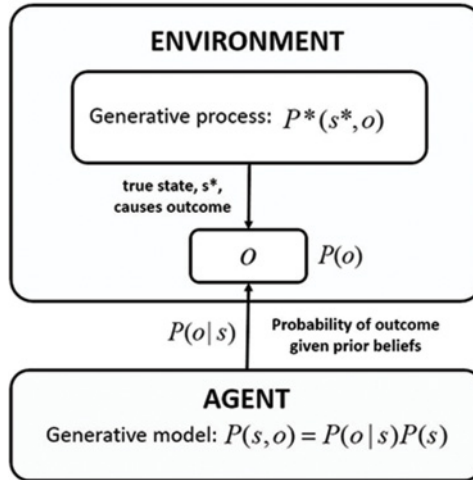 ENVIRONMENT
Generative process: P*(s*,o)
true state, s*,
causes outcome
o P(o)
P(o|s)
Probability of outcome
given prior beliefs
AGENT
Generative model: P(s,o) = P(o|s)P(s)